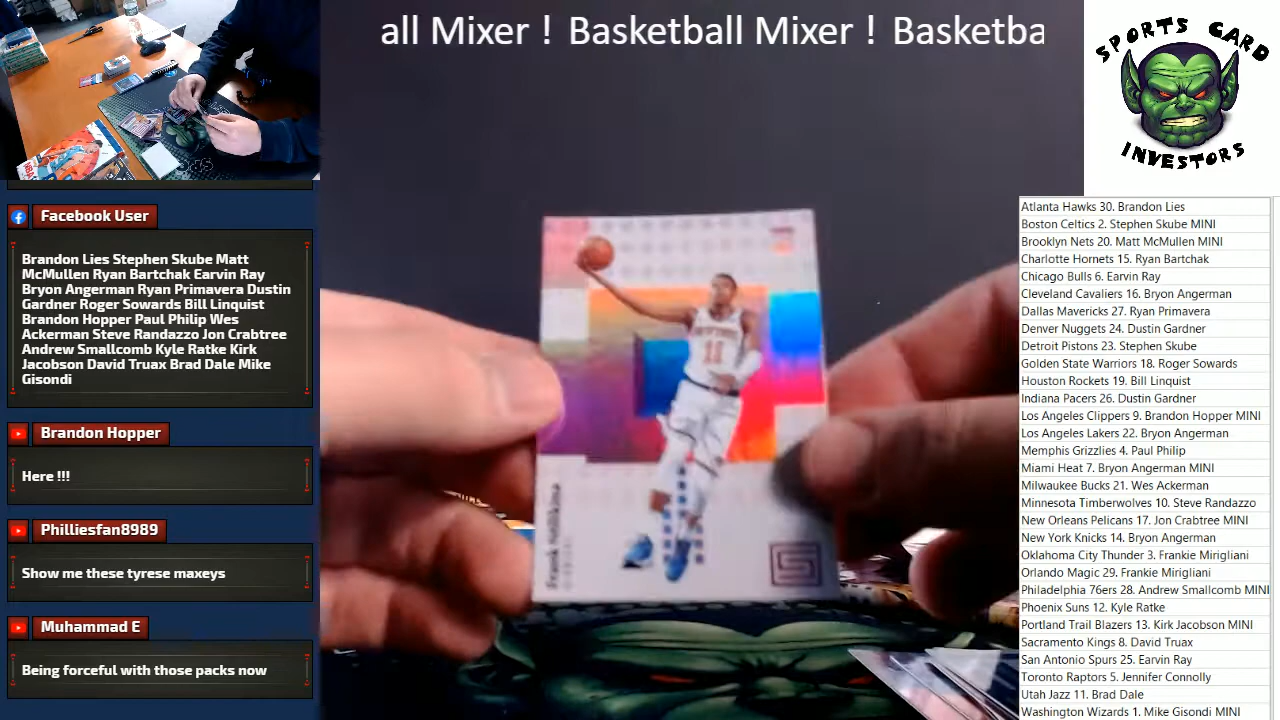 all Mixer ! Basketball Mixer ! Basketba
SPORTS CARD
INVESTORS
Facebook User
Brandon Lies Stephen Skube Matt
McMullen Ryan Bartchak Earvin Ray
Bryon Angerman Ryan Primavera Dustin
Gardner Roger Sowards Bill Linquist
Brandon Hopper Paul Philip Wes
Ackerman Steve Randazzo Jon Crabtree
Andrew Smallcomb Kyle Ratke Kirk
Jacobson David Truax Brad Dale Mike
Gisondi
Brandon Hopper
Here !!!
Philliesfan8989
Show me these tyrese maxeys
Muhammad E
Being forceful with those packs now
11
Frank Ntilikina
Atlanta Hawks 30. Brandon Lies
Boston Celtics 2. Stephen Skube MINI
Brooklyn Nets 20. Matt McMullen MINI
Charlotte Hornets 15. Ryan Bartchak
Chicago Bulls 6. Earvin Ray
Cleveland Cavaliers 16. Bryon Angerman
Dallas Mavericks 27. Ryan Primavera
Denver Nuggets 24. Dustin Gardner
Detroit Pistons 23. Stephen Skube
Golden State Warriors 18. Roger Sowards
Houston Rockets 19. Bill Linquist
Indiana Pacers 26. Dustin Gardner
Los Angeles Clippers 9. Brandon Hopper MINI
Los Angeles Lakers 22. Bryon Angerman
Memphis Grizzlies 4. Paul Philip
Miami Heat 7. Bryon Angerman MINI
Milwaukee Bucks 21. Wes Ackerman
Minnesota Timberwolves 10. Steve Randazzo
New Orleans Pelicans 17. Jon Crabtree MINI
New York Knicks 14. Bryon Angerman
Oklahoma City Thunder 3. Frankie Mirigliani
Orlando Magic 29. Frankie Mirigliani
Philadelphia 76ers 28. Andrew Smallcomb MINI
Phoenix Suns 12. Kyle Ratke
Portland Trail Blazers 13. Kirk Jacobson MINI
Sacramento Kings 8. David Truax
San Antonio Spurs 25. Earvin Ray
Toronto Raptors 5. Jennifer Connolly
Utah Jazz 11. Brad Dale
Washington Wizards 1. Mike Gisondi MINI